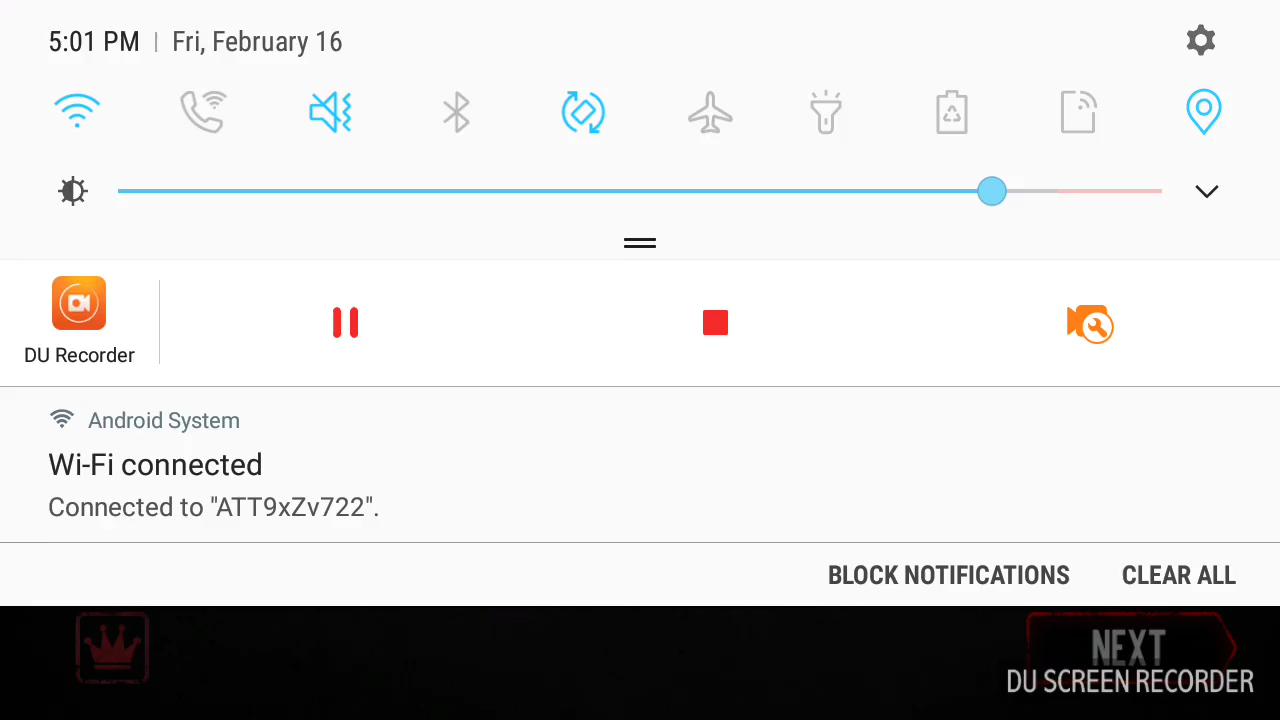 5:01 PM | Fri, February 16
DU Recorder
Android System
Wi-Fi connected
Connected to "ATT9xZv722".
BLOCK NOTIFICATIONS CLEAR ALL
NEXT
DU SCREEN RECORDER